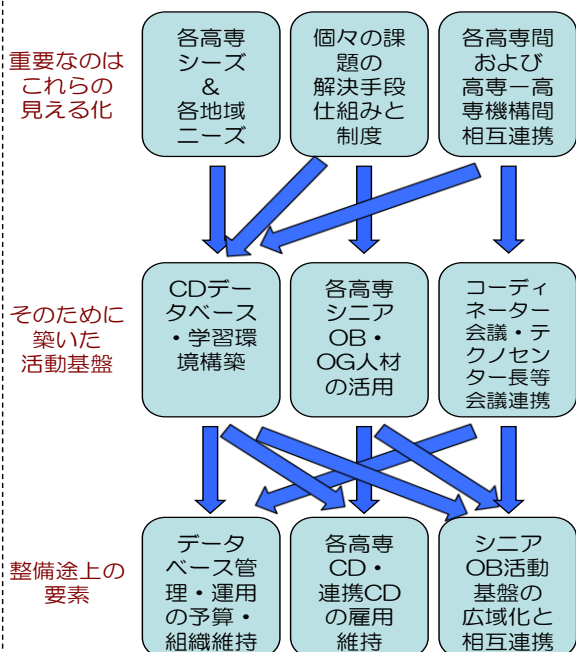 重要なのは
これらの
見える化
各高専
シーズ
&
各地域
ニーズ
個々の課
題の
解決手段
仕組みと
制度
各高専間
および
高専ー高
専機構間
相互連携
そのために
築いた
活動基盤
CDデー
タベース
・学習環
境構築
各高専
シニア
OB・
OG人材
の活用
コーディ
ネーター
会議・テ
クノセン
ター長等
会議連携
整備途上の
要素
データ
ベース管
理・運用
の予算・
組織維持
各高専
CD・
連携CD
の雇用
維持
シニア
OB活動
基盤の
広域化と
相互連携